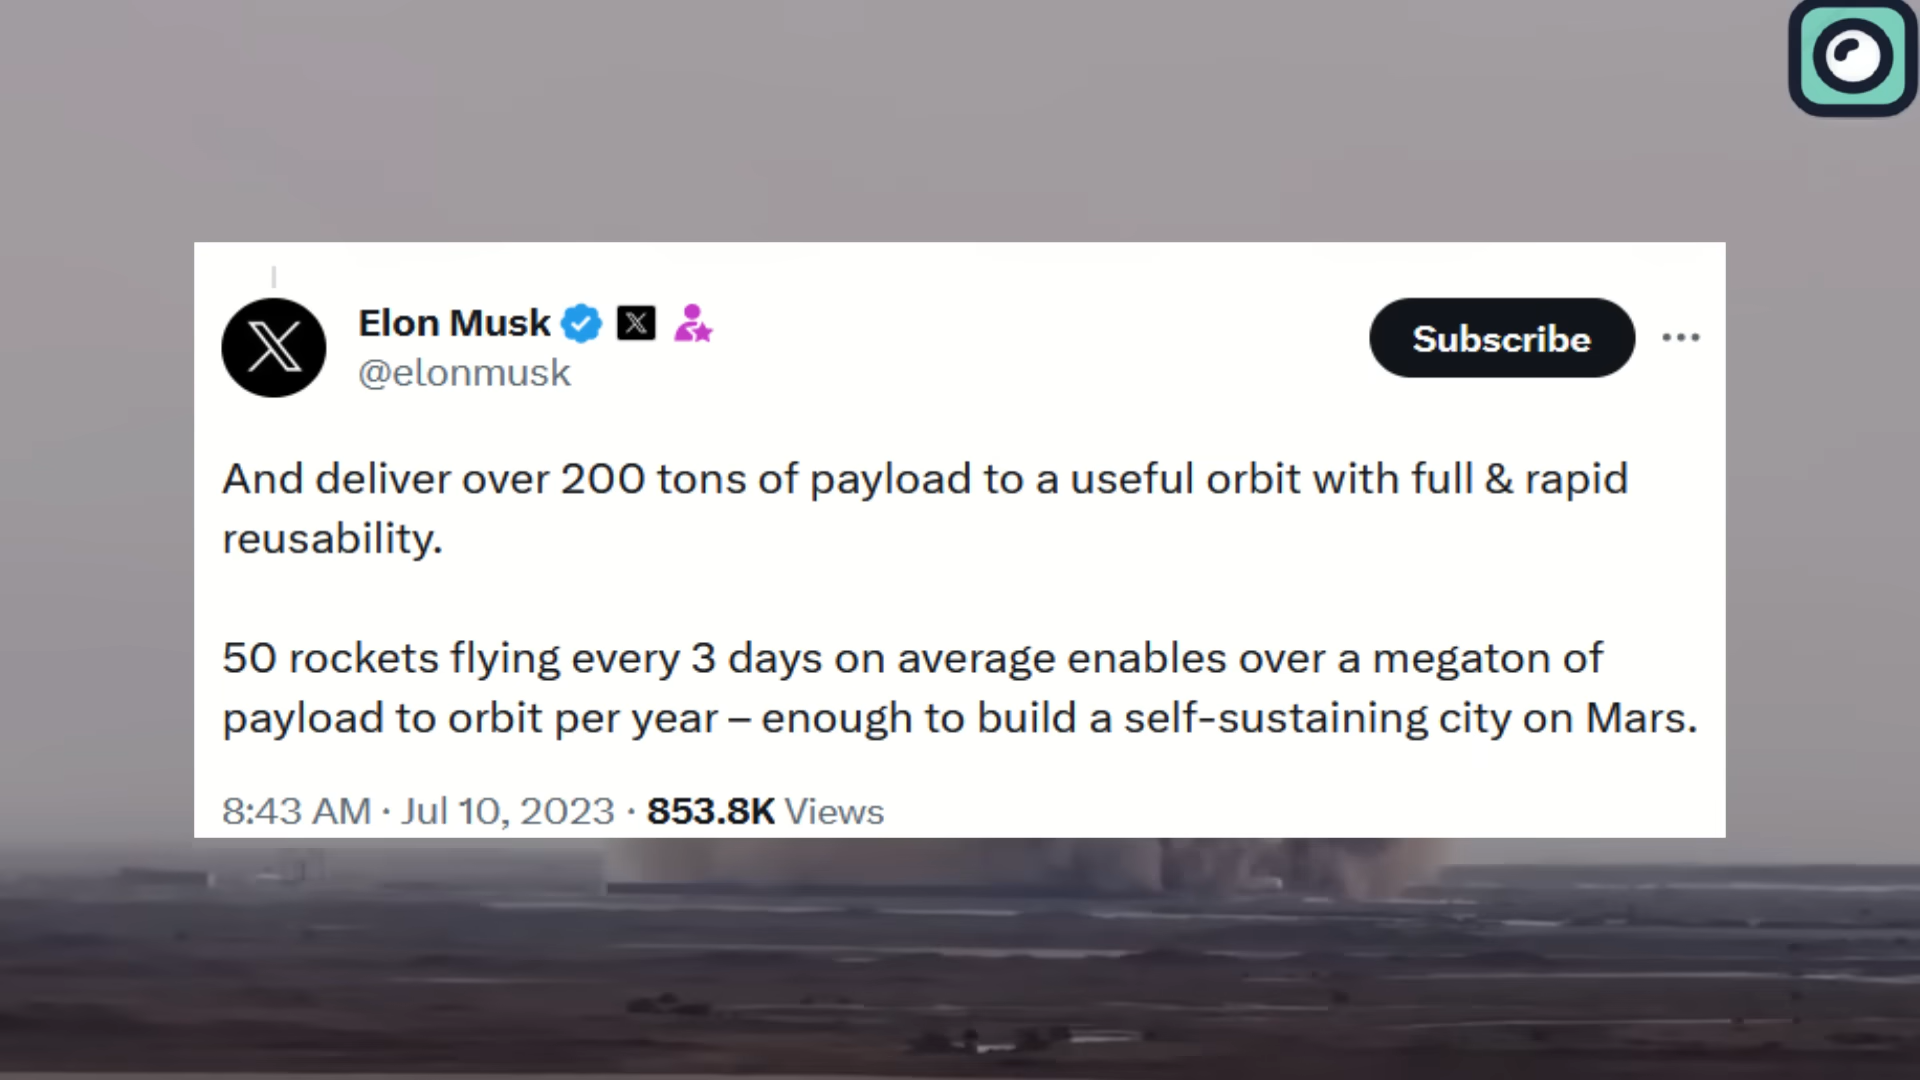 Elon Musk
@elonmusk
Subscribe
And deliver over 200 tons of payload to a useful orbit with full & rapid
reusability.
50 rockets flying every 3 days on average enables over a megaton of
payload to orbit per year – enough to build a self-sustaining city on Mars.
8:43 AM · Jul 10, 2023 · 853.8K Views